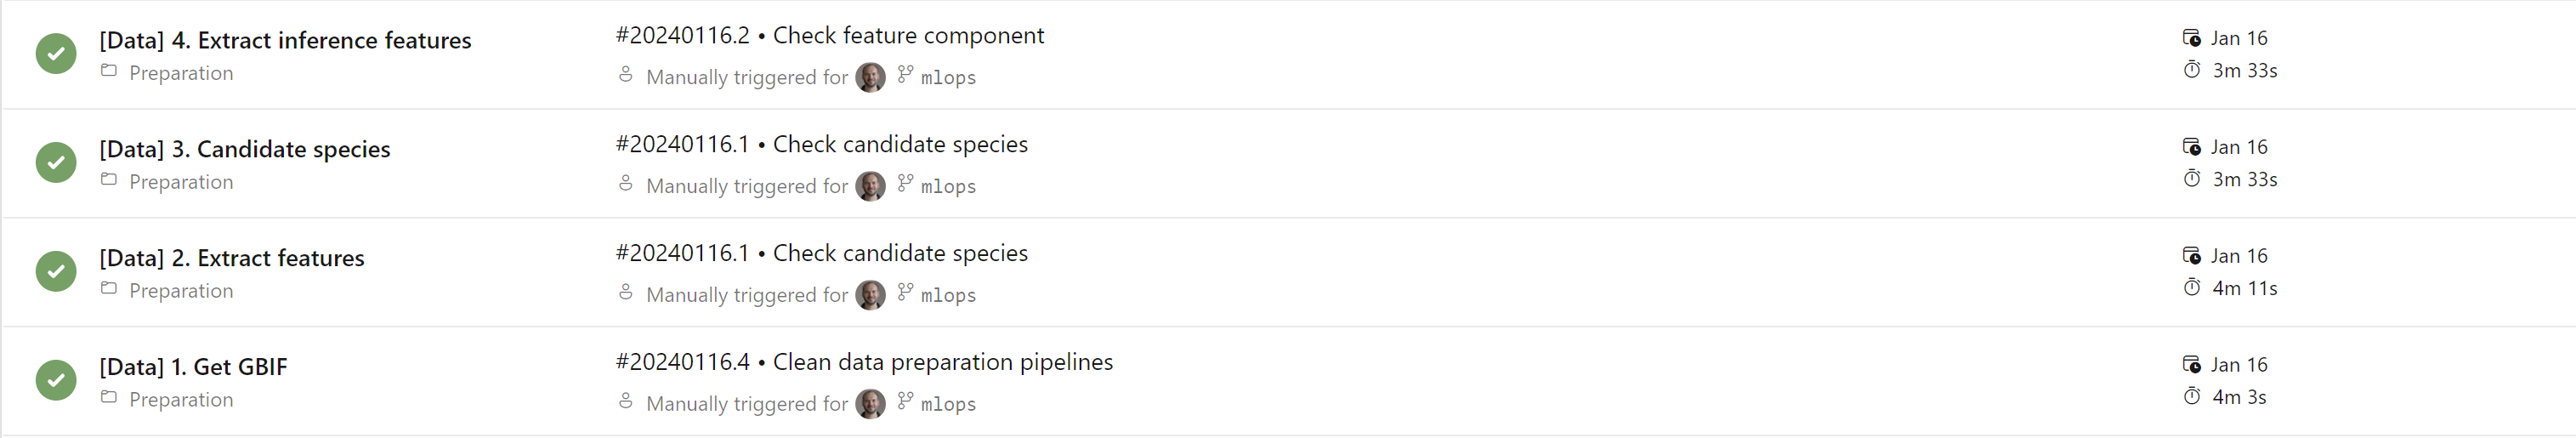 [Data] 4. Extract inference features
Preparation
#20240116.2 • Check feature component
Manually triggered for mlops
Jan 16
3m 33s
[Data] 3. Candidate species
Preparation
#20240116.1 • Check candidate species
Manually triggered for mlops
Jan 16
3m 33s
[Data] 2. Extract features
Preparation
#20240116.1 • Check candidate species
Manually triggered for mlops
Jan 16
4m 11s
[Data] 1. Get GBIF
Preparation
#20240116.4 • Clean data preparation pipelines
Manually triggered for mlops
Jan 16
4m 3s